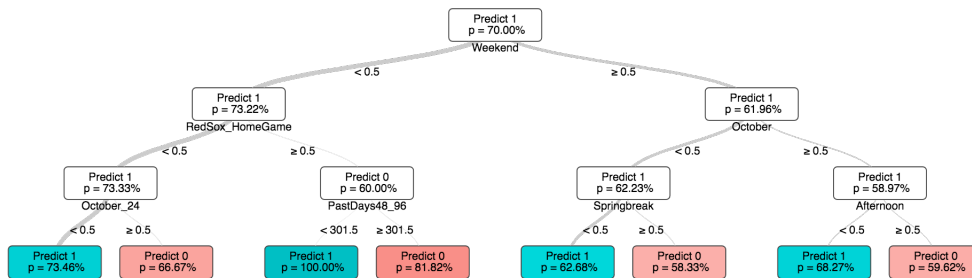 Predict 1
p = 70.00%
Weekend
< 0.5
≥ 0.5
Predict 1
p = 73.22%
RedSox_HomeGame
Predict 1
p = 61.96%
October
< 0.5
≥ 0.5
< 0.5
≥ 0.5
Predict 1
p = 73.33%
October_24
Predict 0
p = 60.00%
PastDays48_96
Predict 1
p = 62.23%
Springbreak
Predict 1
p = 58.97%
Afternoon
< 0.5
≥ 0.5
< 301.5
≥ 301.5
< 0.5
≥ 0.5
< 0.5
≥ 0.5
Predict 1
p = 73.46%
Predict 0
p = 66.67%
Predict 1
p = 100.00%
Predict 0
p = 81.82%
Predict 1
p = 62.68%
Predict 0
p = 58.33%
Predict 1
p = 68.27%
Predict 0
p = 59.62%